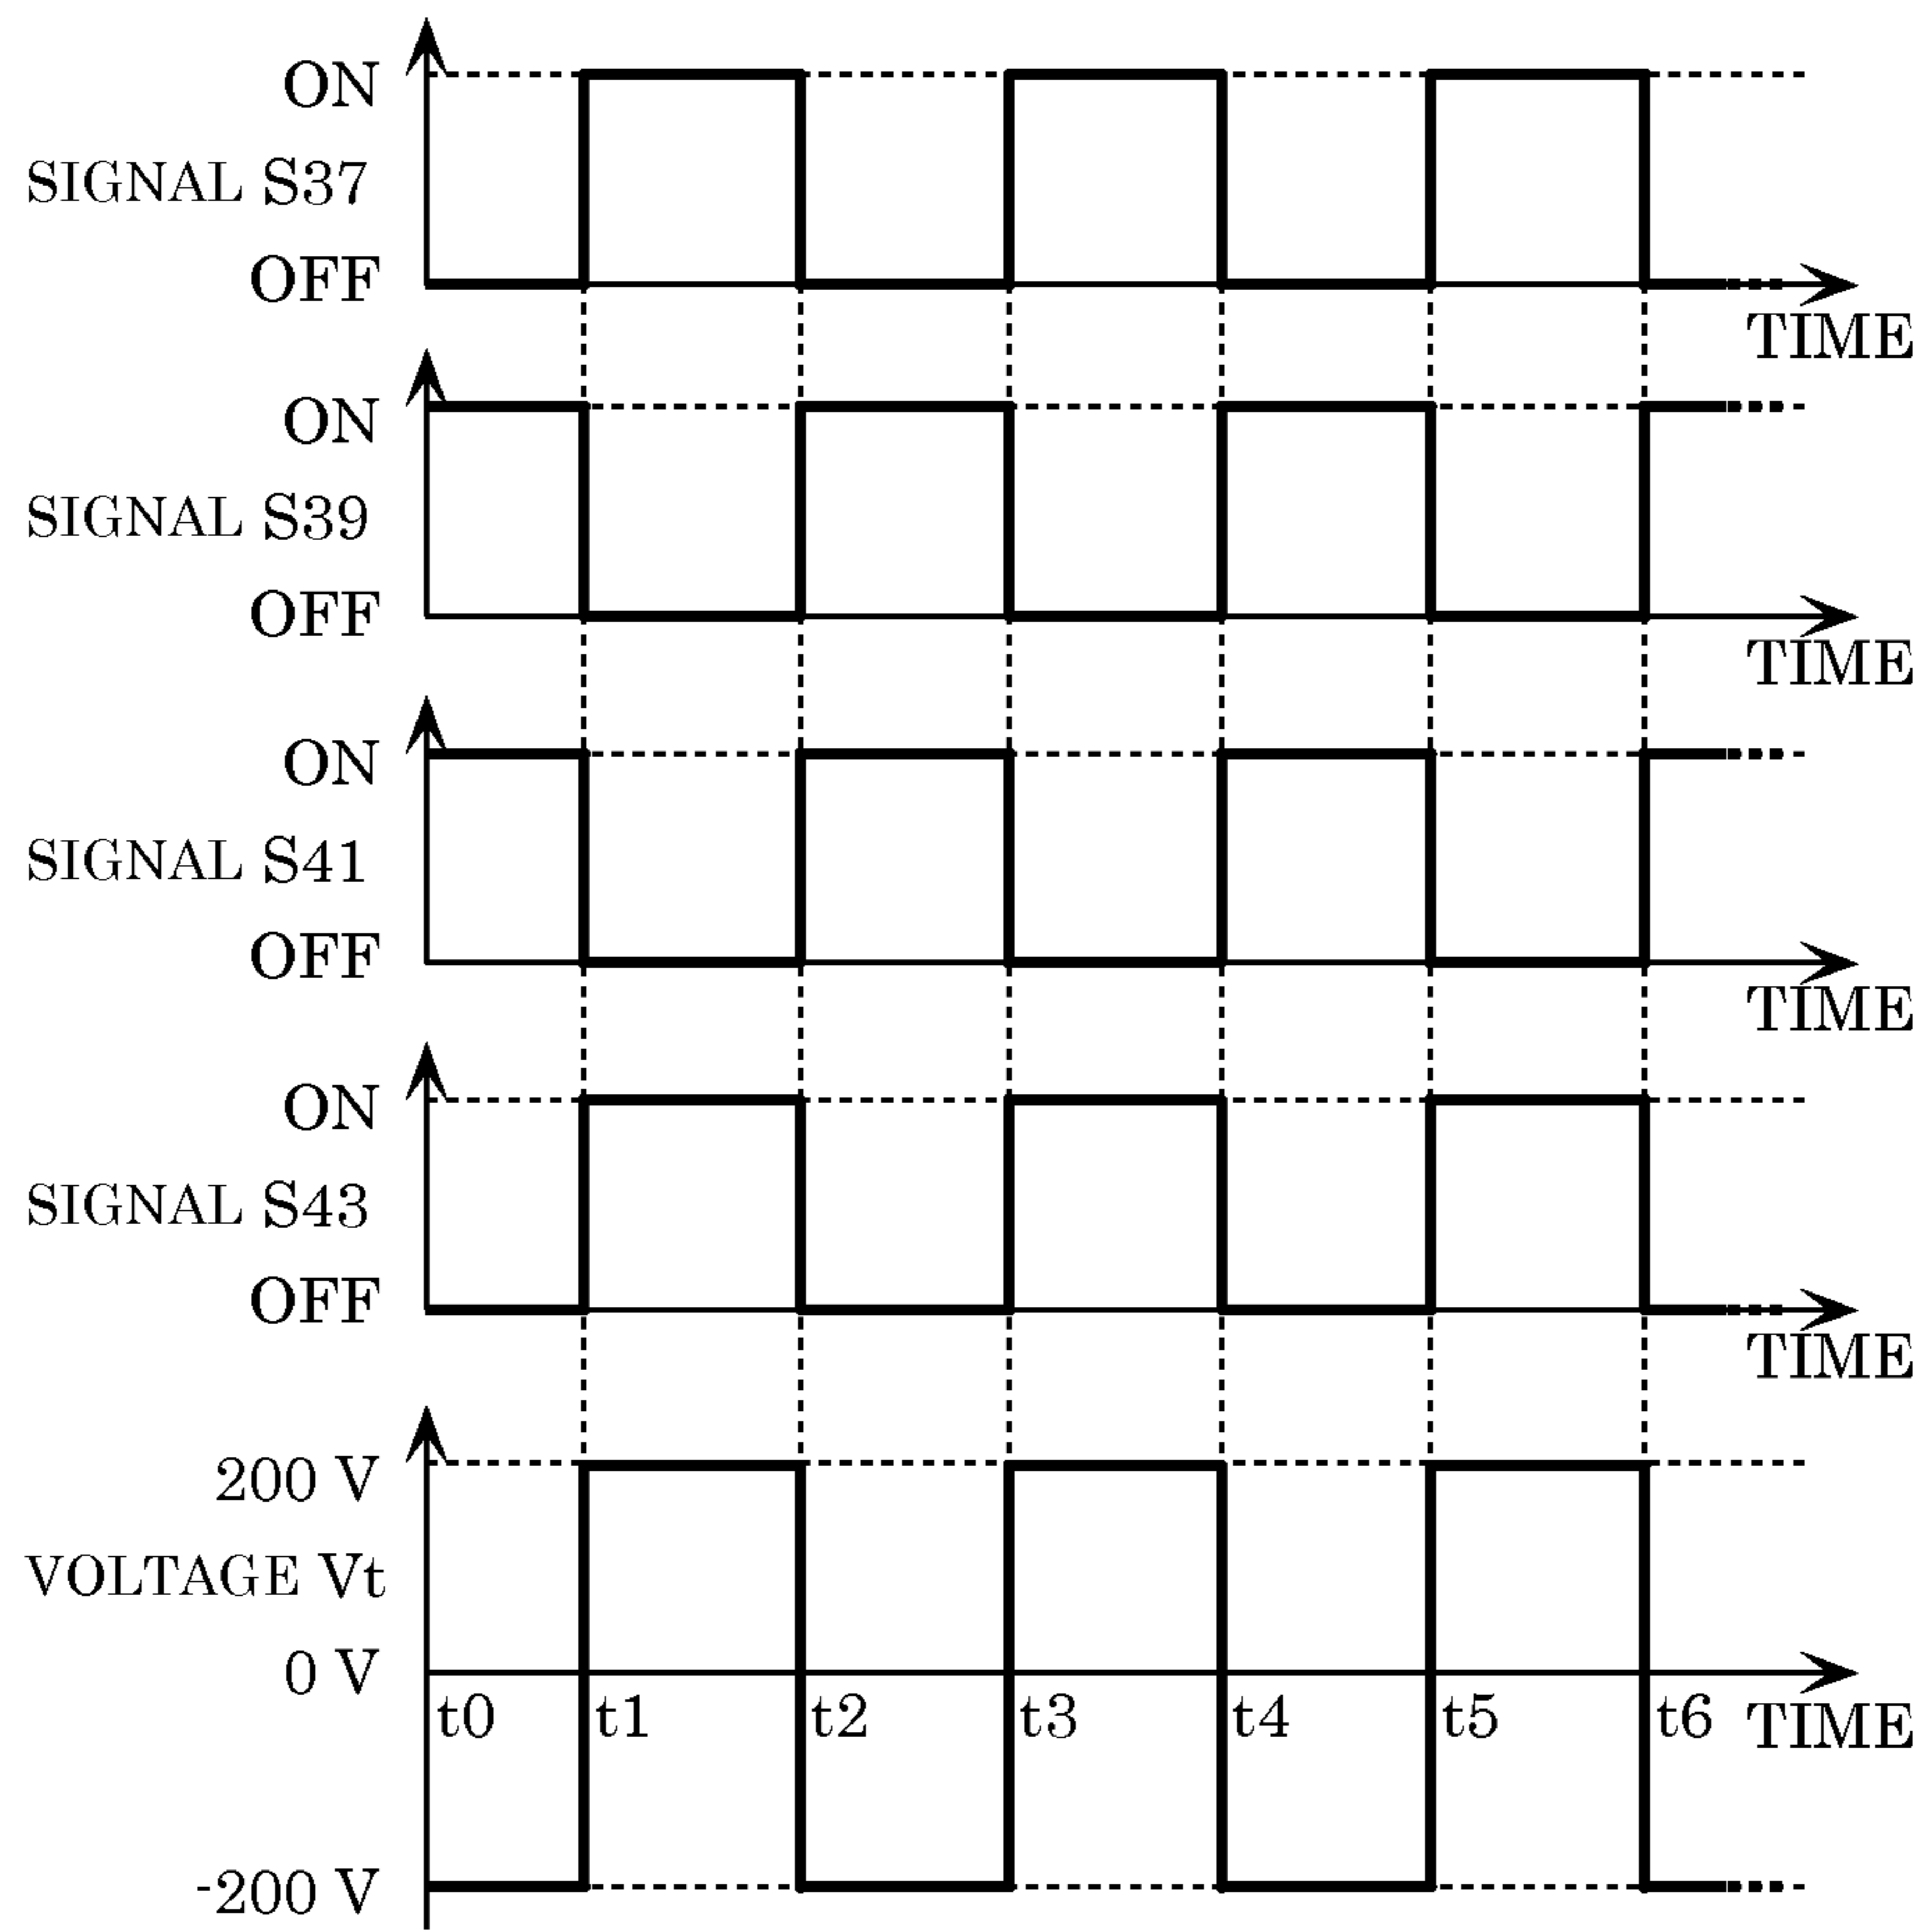 ON
SIGNAL S37
OFF
TIME
ON
SIGNAL S39
OFF
TIME
ON
SIGNAL S41
OFF
TIME
ON
SIGNAL S43
OFF
TIME
200 V
VOLTAGE Vt
0 V
t0 t1 t2 t3 t4 t5 t6 TIME
-200 V